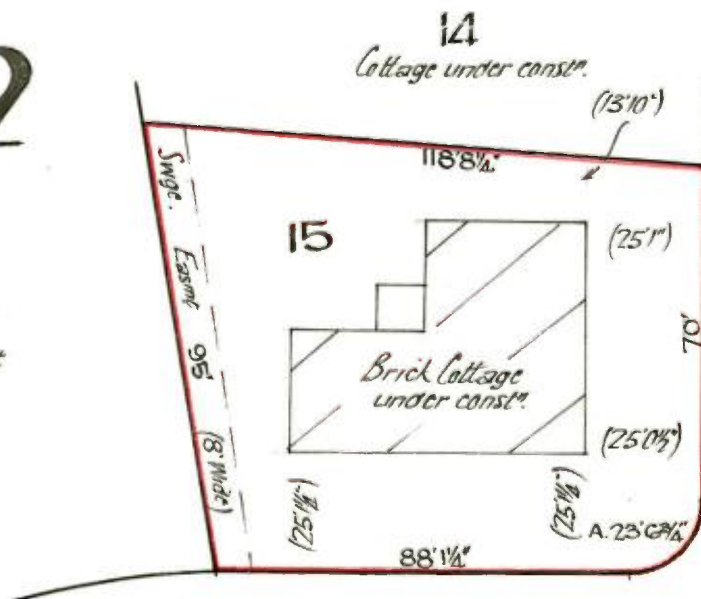 2
14
Cottage under constn.
(13'10")
118'8¼"
Swge.
Easmt
(8' Wide)
95'
15
(25'1")
70'
Brick Cottage
under constn.
(25'0½")
(25'1½")
(25'1½")
A. 23'6¾"
88'1¼"